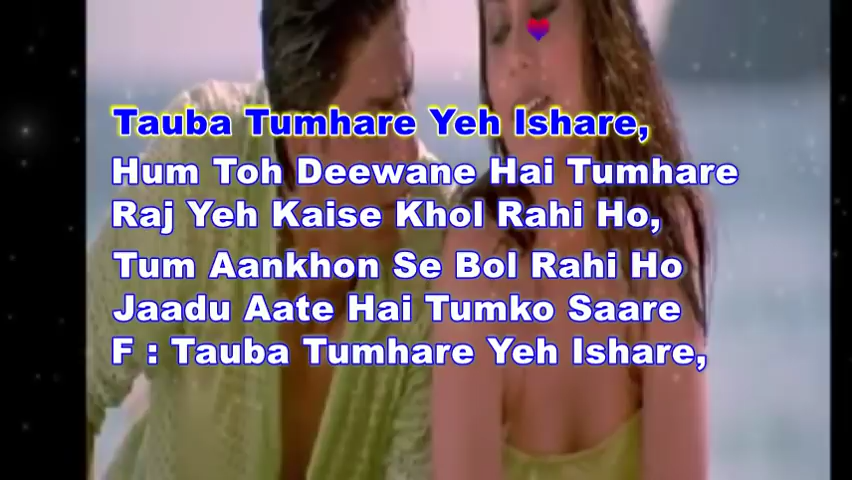 Tauba Tumhare Yeh Ishare,
Hum Toh Deewane Hai Tumhare
Raj Yeh Kaise Khol Rahi Ho,
Tum Aankhon Se Bol Rahi Ho
Jaadu Aate Hai Tumko Saare
F : Tauba Tumhare Yeh Ishare,